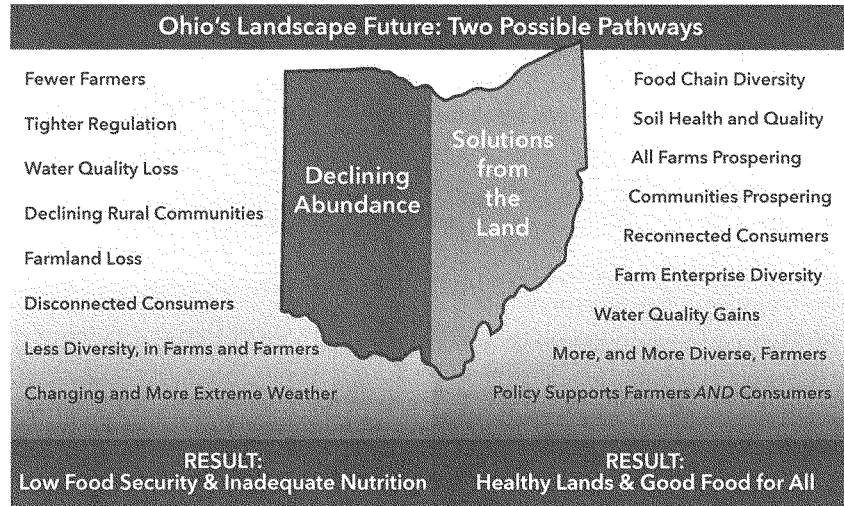 Ohio's Landscape Future: Two Possible Pathways
Fewer Farmers
Tighter Regulation
Water Quality Loss
Declining Rural Communities
Farmland Loss
Disconnected Consumers
Less Diversity, in Farms and Farmers
Changing and More Extreme Weather
Declining
Abundance
Solutions
from
the
Land
Food Chain Diversity
Soil Health and Quality
All Farms Prospering
Communities Prospering
Reconnected Consumers
Farm Enterprise Diversity
Water Quality Gains
More, and More Diverse, Farmers
Policy Supports Farmers AND Consumers
RESULT:
Low Food Security & Inadequate Nutrition
RESULT:
Healthy Lands & Good Food for All